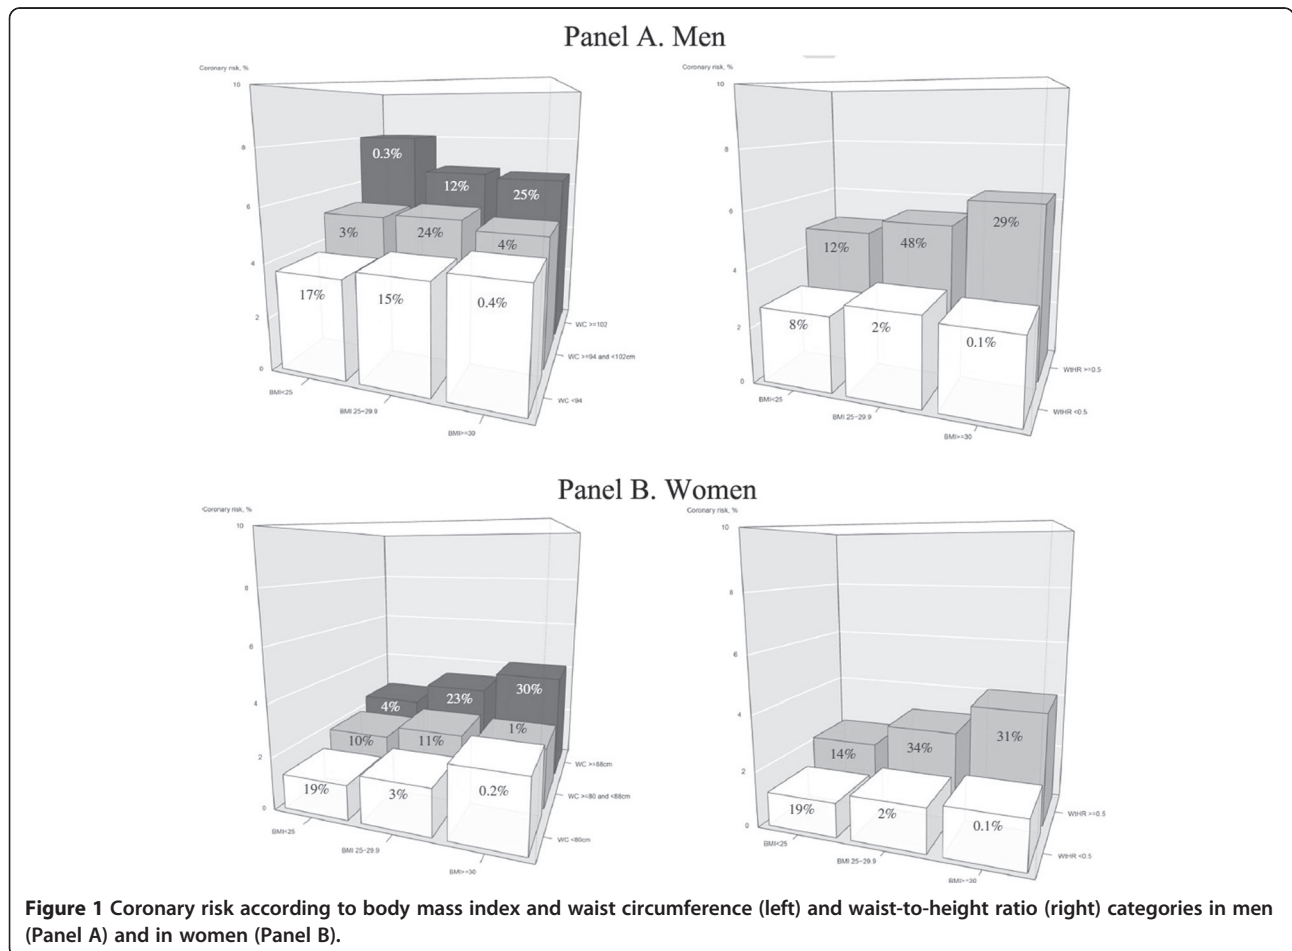 Panel A. Men
Coronary risk, %
10
8
6
4
2
0
0.3%
12%
25%
3%
24%
4%
17%
15%
0.4%
WC >=102
WC >=94 and <102cm
WC <94
BMI<25
BMI 25-29.9
BMI>=30
Coronary risk, %
10
8
6
4
2
0
12%
48%
29%
8%
2%
0.1%
WtHR >=0.5
WtHR <0.5
BMI<25
BMI 25-29.9
BMI>=30
Panel B. Women
Coronary risk, %
10
8
6
4
2
0
4%
23%
30%
10%
11%
1%
19%
3%
0.2%
WC >=88cm
WC >=80 and <88cm
WC <80cm
BMI<25
BMI 25-29.9
BMI>=30
Coronary risk, %
10
8
6
4
2
0
14%
34%
31%
19%
2%
0.1%
WtHR >=0.5
WtHR <0.5
BMI<25
BMI 25-29.9
BMI>=30
Figure 1 Coronary risk according to body mass index and waist circumference (left) and waist-to-height ratio (right) categories in men
(Panel A) and in women (Panel B).